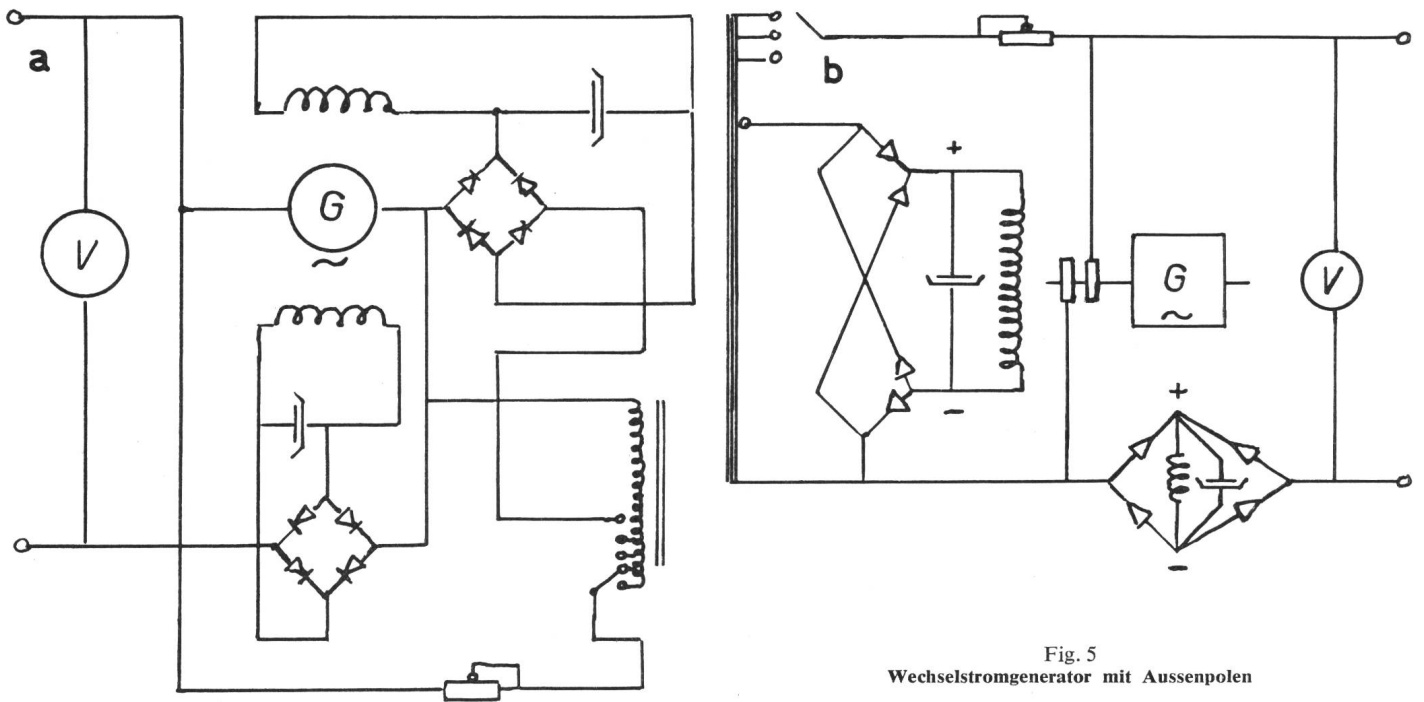 a
V
G
~
b
+
-
G
~
V
+
-
Fig. 5
Wechselstromgenerator mit Aussenpolen